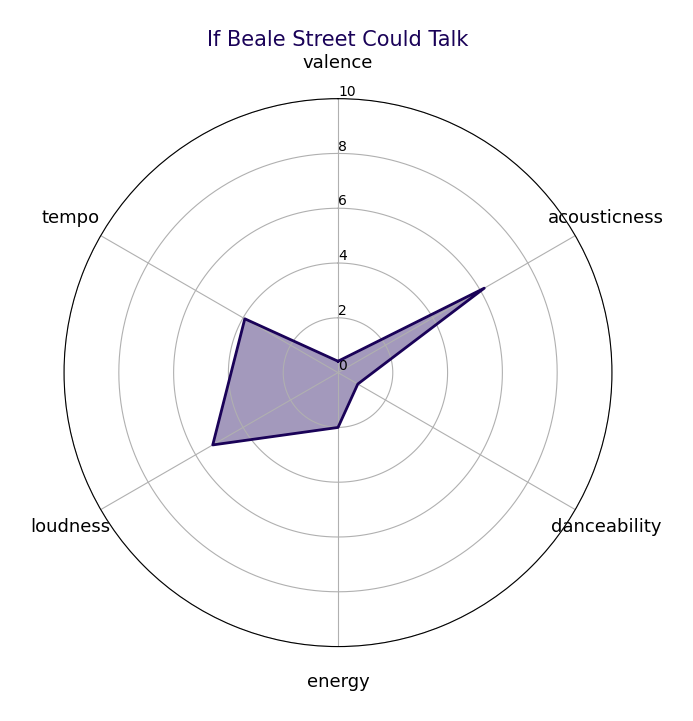 If Beale Street Could Talk
valence
10
8
tempo
6
acousticness
4
2
0
loudness
danceability
energy